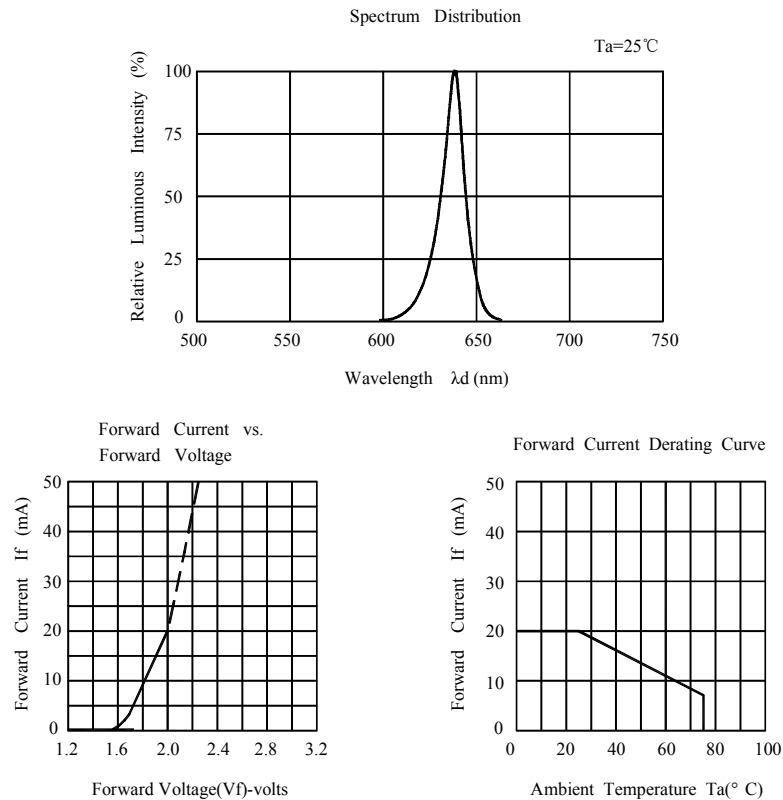 Spectrum Distribution
Ta=25℃
Relative Luminous Intensity (%)
100
75
50
25
0
500 550 600 650 700 750
Wavelength λd (nm)
Forward Current vs.
Forward Voltage
Forward Current If (mA)
50
40
30
20
10
0
1.2 1.6 2.0 2.4 2.8 3.2
Forward Voltage(Vf)-volts
Forward Current Derating Curve
Forward Current If (mA)
50
40
30
20
10
0
0 20 40 60 80 100
Ambient Temperature Ta(° C)